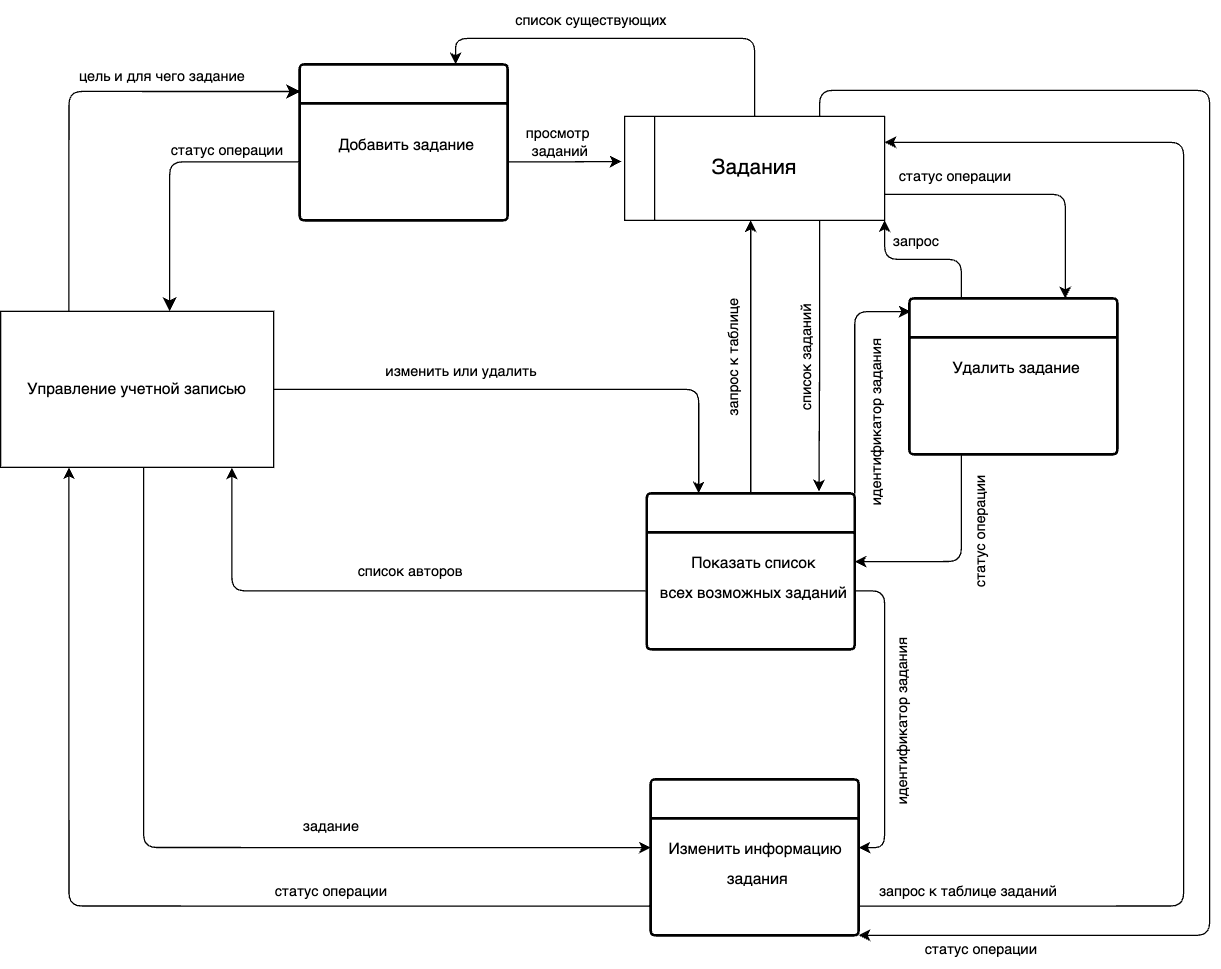 список существующих
цель и для чего задание
Добавить задание
просмотр
заданий
статус операции
Задания
статус операции
запрос
запрос к таблице
список заданий
идентификатор задания
Удалить задание
Управление учетной записью
изменить или удалить
статус операции
Показать список
всех возможных заданий
список авторов
идентификатор задания
задание
Изменить информацию
задания
статус операции
запрос к таблице заданий
статус операции